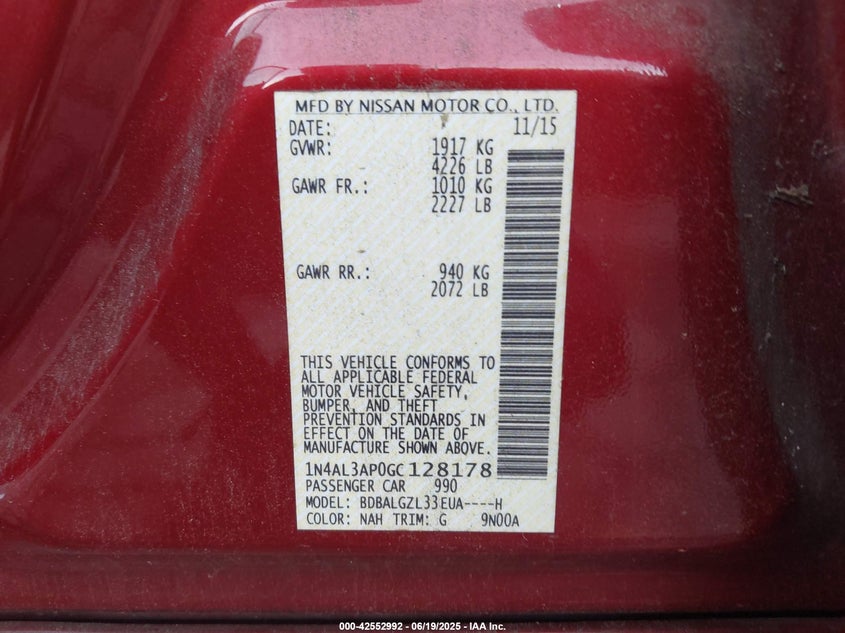 MFD BY NISSAN MOTOR CO., LTD.
DATE: 11/15
GVWR: 1917 KG
4226 LB
GAWR FR.: 1010 KG
2227 LB
GAWR RR.: 940 KG
2072 LB
THIS VEHICLE CONFORMS TO
ALL APPLICABLE FEDERAL
MOTOR VEHICLE SAFETY,
BUMPER, AND THEFT
PREVENTION STANDARDS IN
EFFECT ON THE DATE OF
MANUFACTURE SHOWN ABOVE.
1N4AL3AP0GC128178
PASSENGER CAR 990
MODEL: BDBALGZL33EUA----H
COLOR: NAH TRIM: G 9N00A
000-42552992 - 06/19/2025 - IAA Inc.